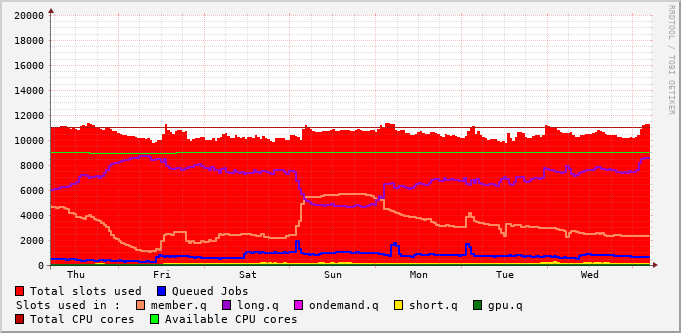 20000
18000
16000
14000
12000
10000
8000
6000
4000
2000
0
Thu Fri Sat Sun Mon Tue Wed
Total slots used Queued Jobs
Slots used in : member.q long.q ondemand.q short.q gpu.q
Total CPU cores Available CPU cores
RRDTOOL / TOBI OETIKER